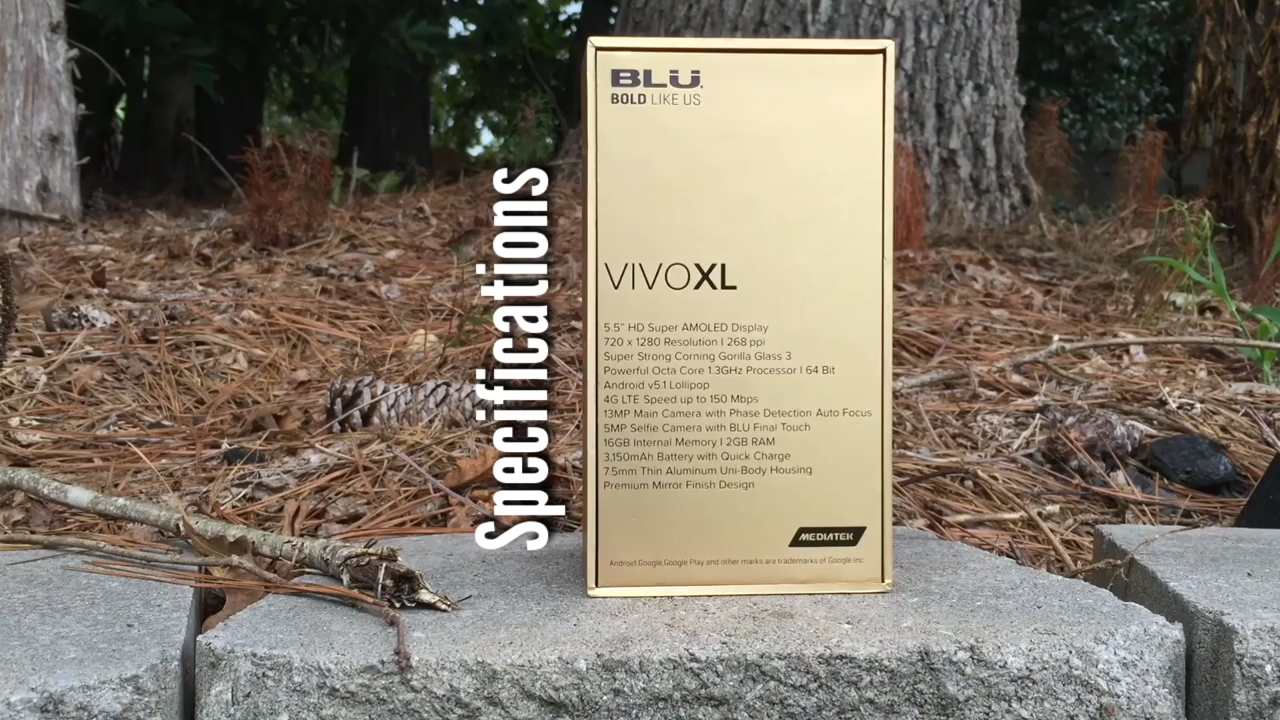 Specifications
BLU.
BOLD LIKE US
VIVOXL
5.5" HD Super AMOLED Display
720 x 1280 Resolution | 268 ppi
Super Strong Corning Gorilla Glass 3
Powerful Octa Core 1.3GHz Processor | 64 Bit
Android v5.1 Lollipop
4G LTE Speed up to 150 Mbps
13MP Main Camera with Phase Detection Auto Focus
5MP Selfie Camera with BLU Final Touch
16GB Internal Memory | 2GB RAM
3,150mAh Battery with Quick Charge
7.5mm Thin Aluminum Uni-Body Housing
Premium Mirror Finish Design
MEDIATEK
Android,Google,Google Play and other marks are trademarks of Google Inc.